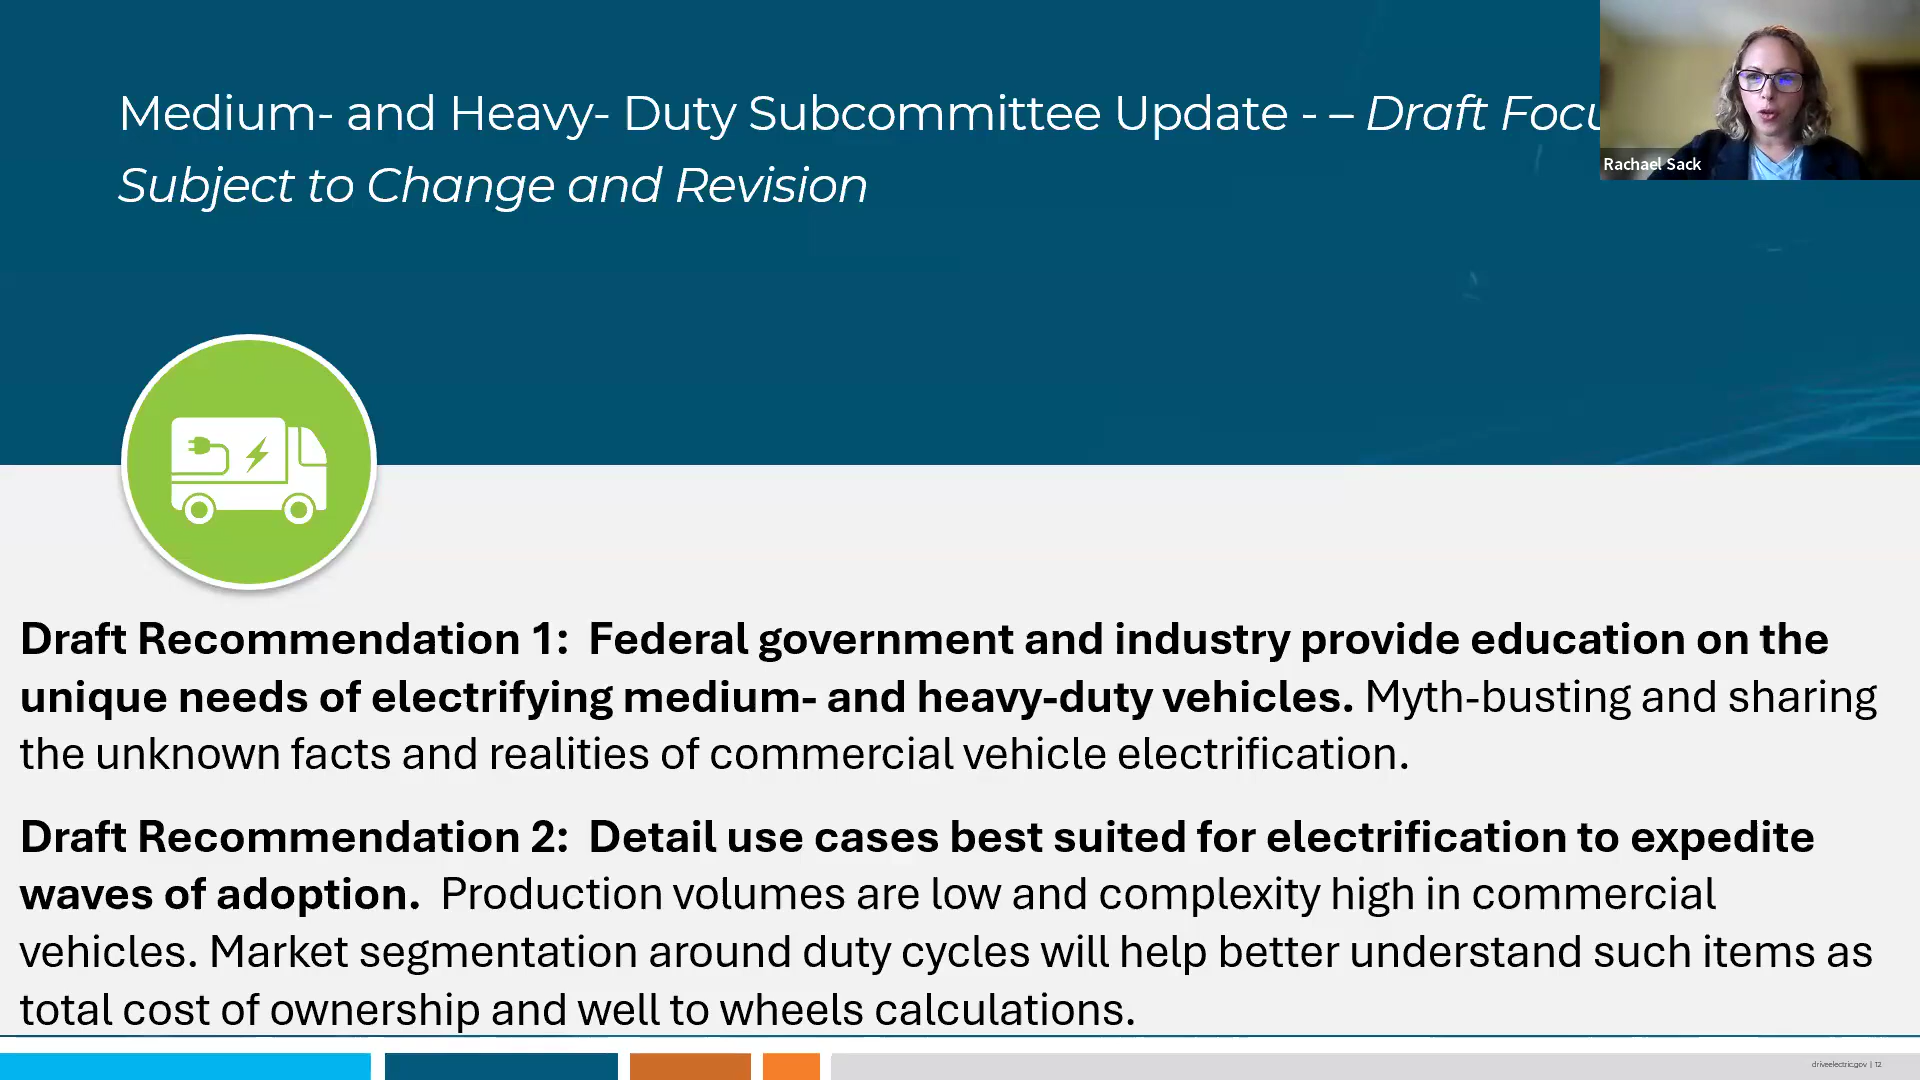 Medium- and Heavy- Duty Subcommittee Update - – Draft
Subject to Change and Revision
Rachael Sack
Draft Recommendation 1:  Federal government and industry provide education on the
unique needs of electrifying medium- and heavy-duty vehicles. Myth-busting and sharing
the unknown facts and realities of commercial vehicle electrification.
Draft Recommendation 2:  Detail use cases best suited for electrification to expedite
waves of adoption.  Production volumes are low and complexity high in commercial
vehicles. Market segmentation around duty cycles will help better understand such items as
total cost of ownership and well to wheels calculations.
driveelectric.gov | 12